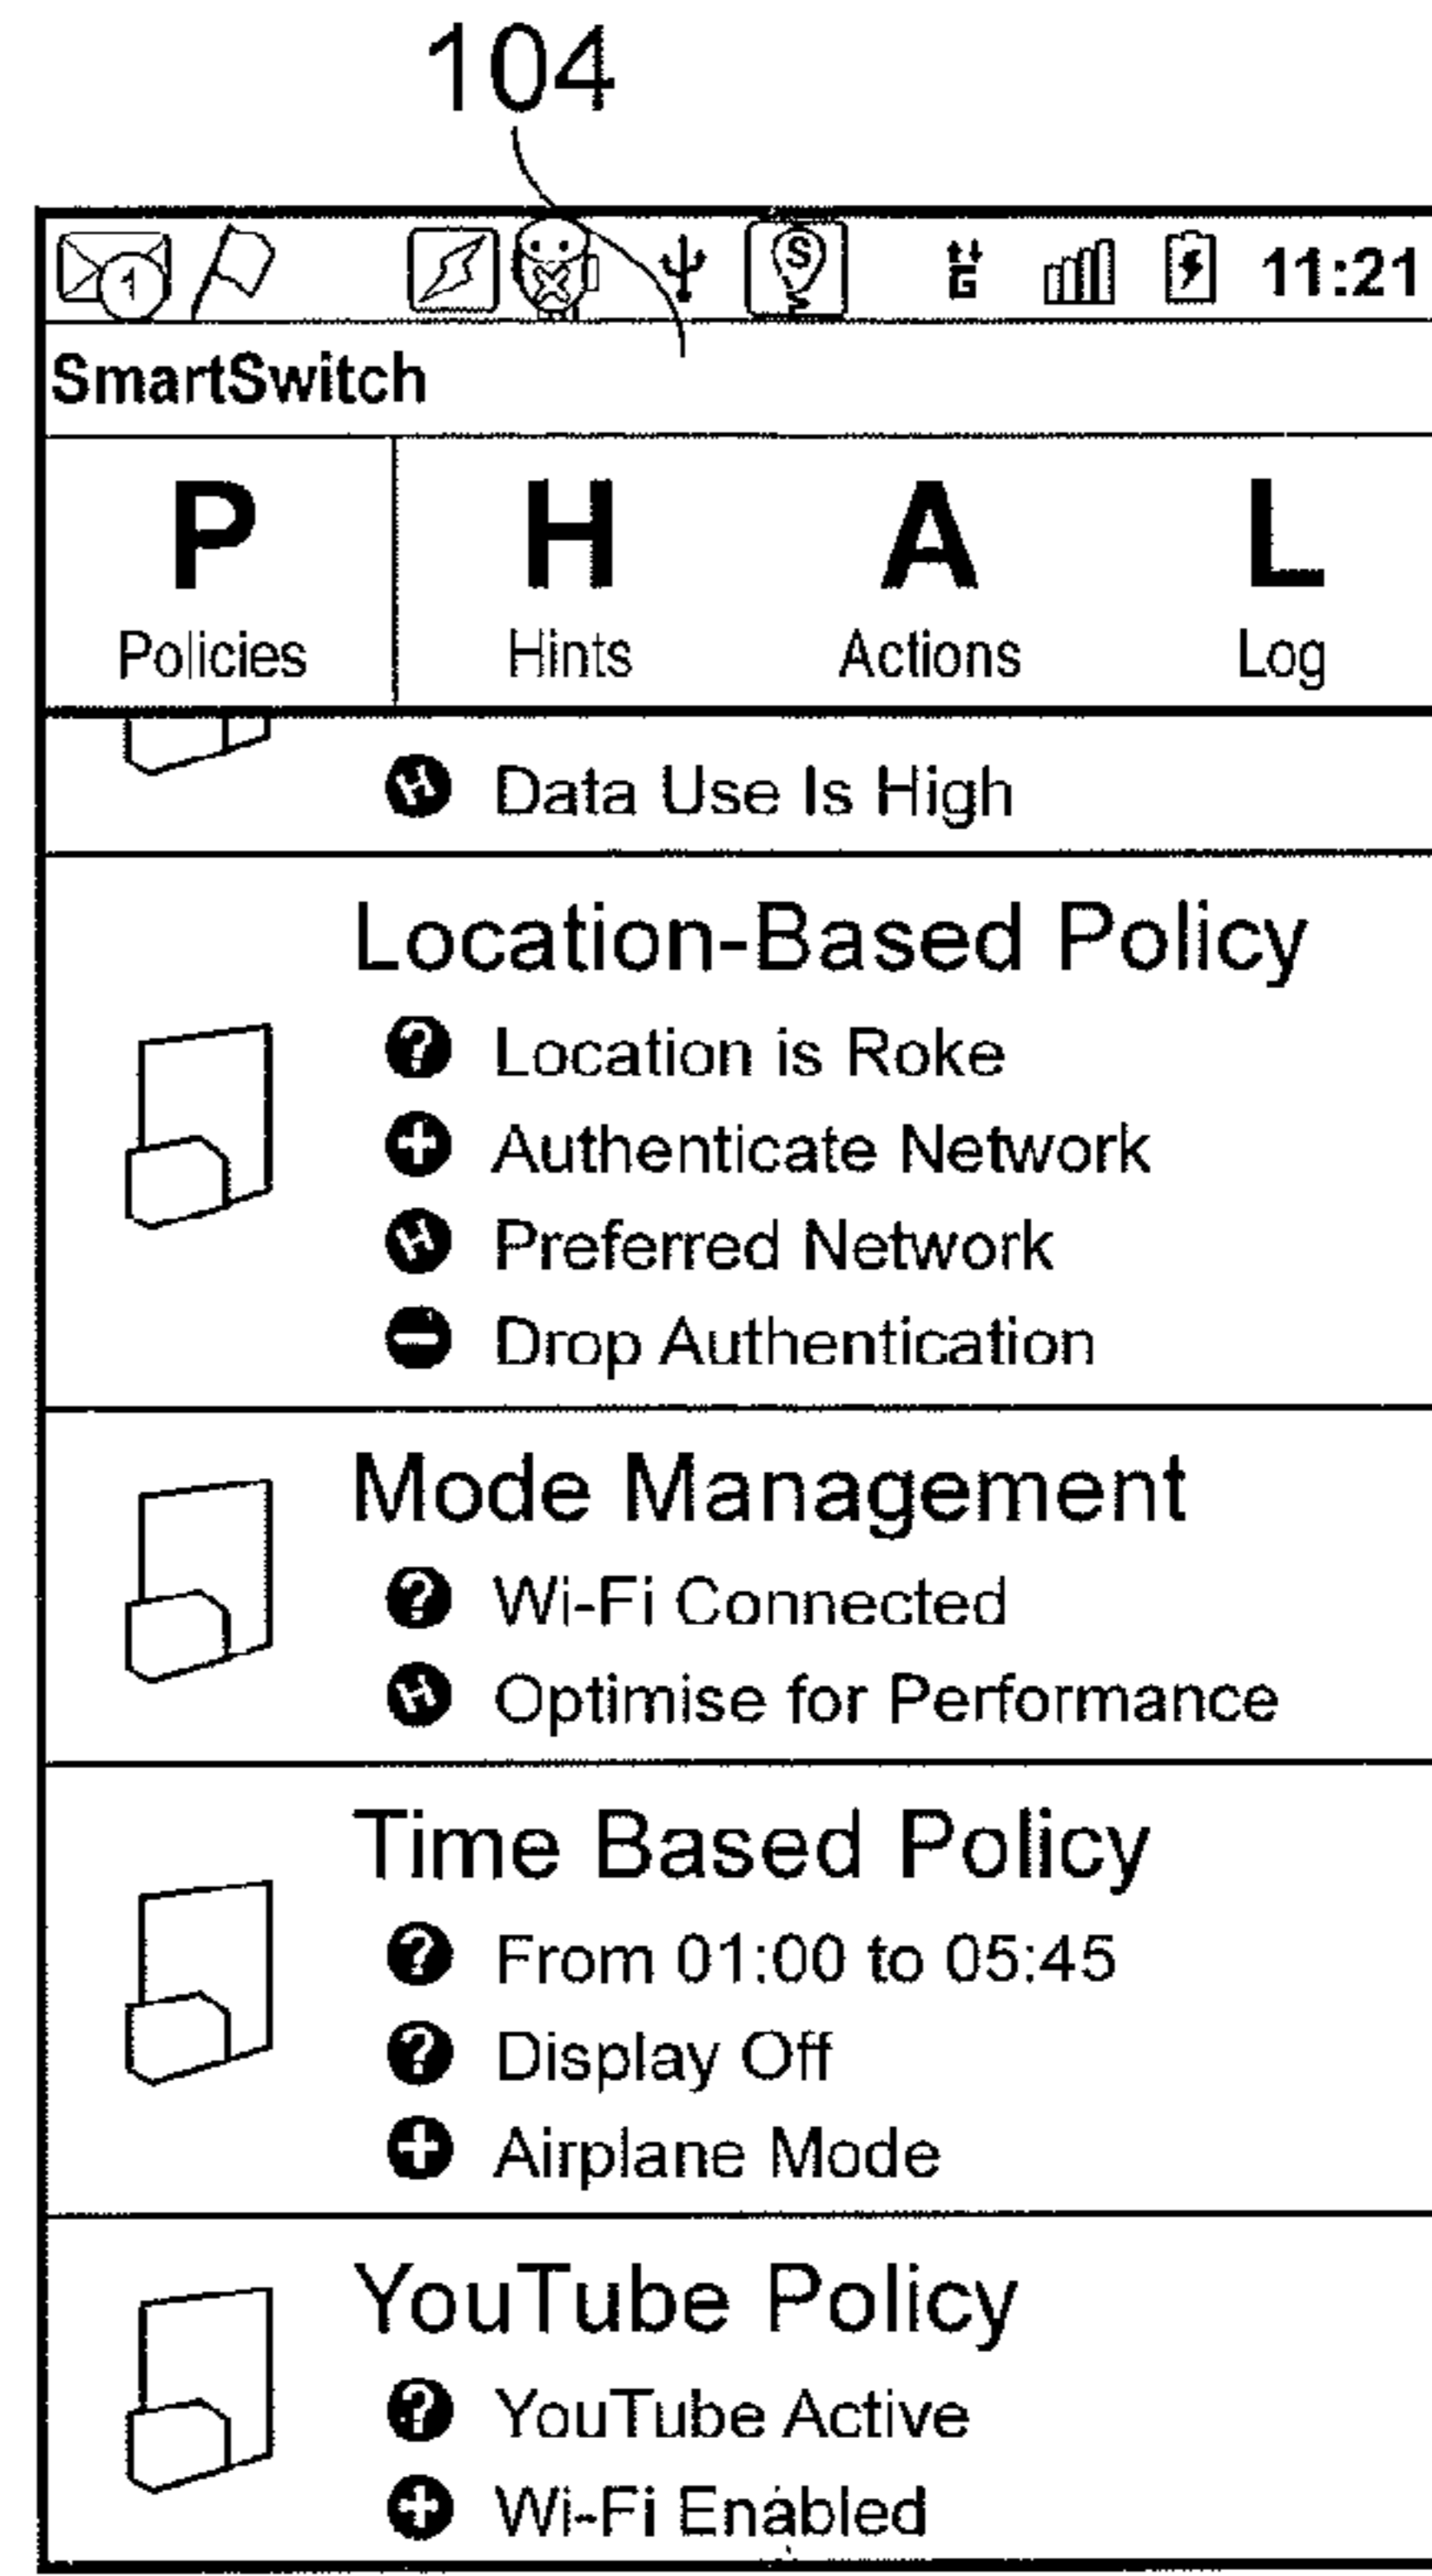 104
1 S G 11:21
SmartSwitch
P H A L
Policies Hints Actions Log
H Data Use Is High
Location-Based Policy
? Location is Roke
+ Authenticate Network
H Preferred Network
− Drop Authentication
Mode Management
? Wi-Fi Connected
H Optimise for Performance
Time Based Policy
? From 01:00 to 05:45
? Display Off
+ Airplane Mode
YouTube Policy
? YouTube Active
+ Wi-Fi Enabled